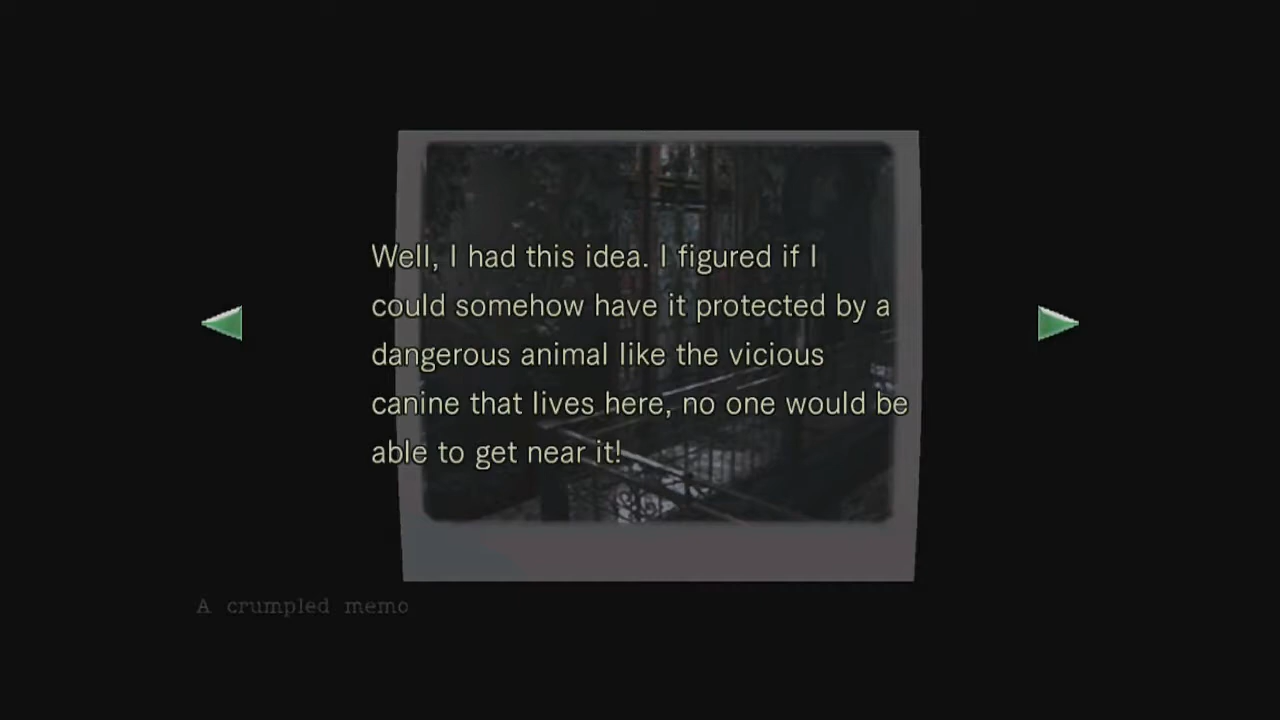 Well, I had this idea. I figured if I
could somehow have it protected by a
dangerous animal like the vicious
canine that lives here, no one would be
able to get near it!
A crumpled memo